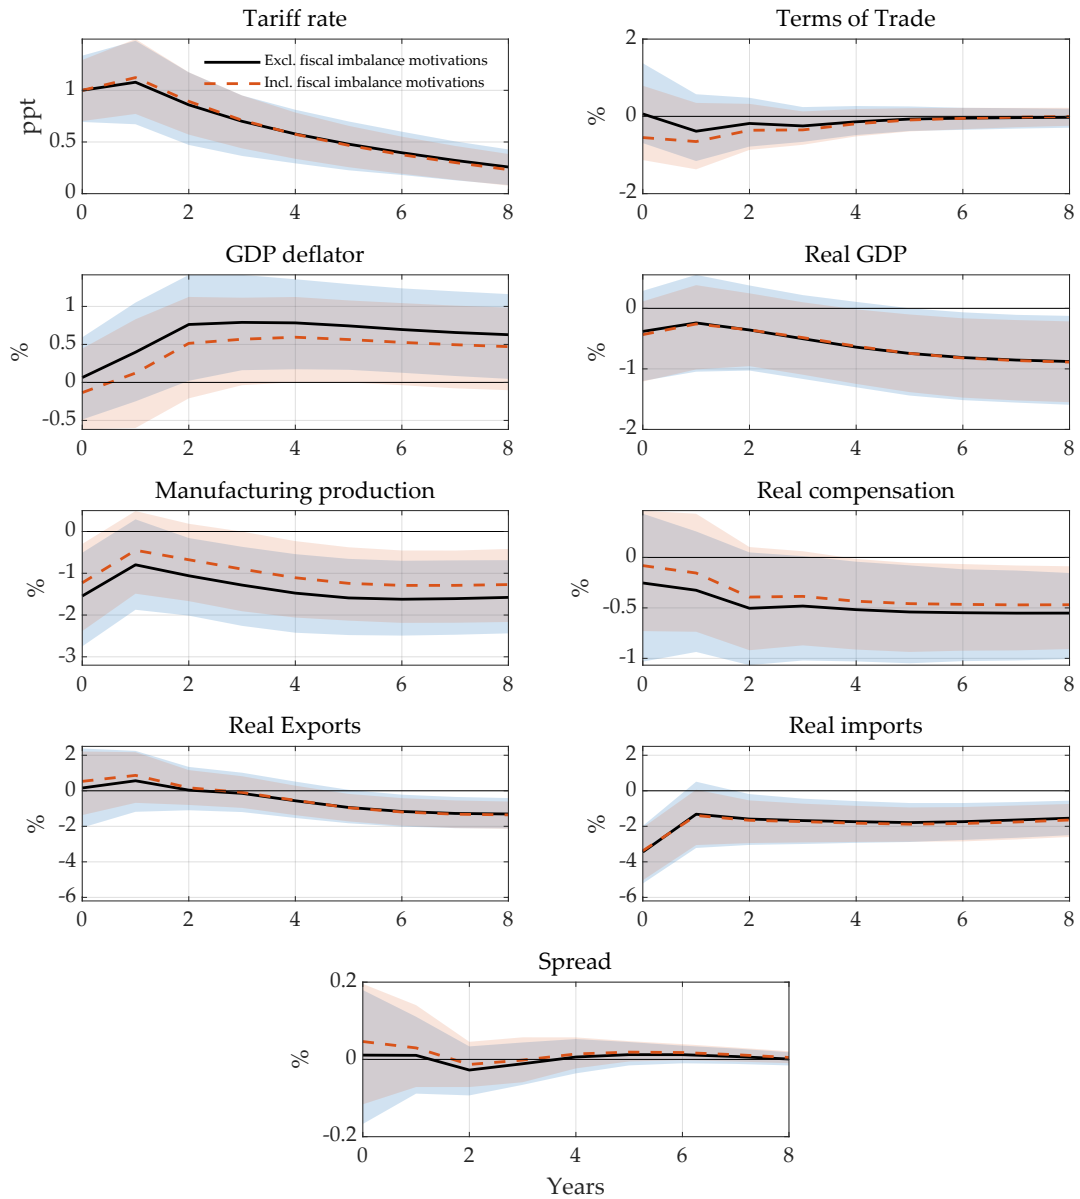 Tariff rate
ppt
1
0.5
0
0 2 4 6 8
Excl. fiscal imbalance motivations
Incl. fiscal imbalance motivations
Terms of Trade
%
2
0
-2
0 2 4 6 8
GDP deflator
%
1
0.5
0
-0.5
0 2 4 6 8
Real GDP
%
0
-1
-2
0 2 4 6 8
Manufacturing production
%
0
-1
-2
-3
0 2 4 6 8
Real compensation
%
0
-0.5
-1
0 2 4 6 8
Real Exports
%
2
0
-2
-4
-6
0 2 4 6 8
Real imports
%
2
0
-2
-4
-6
0 2 4 6 8
Spread
%
0.2
0
-0.2
0 2 4 6 8
Years